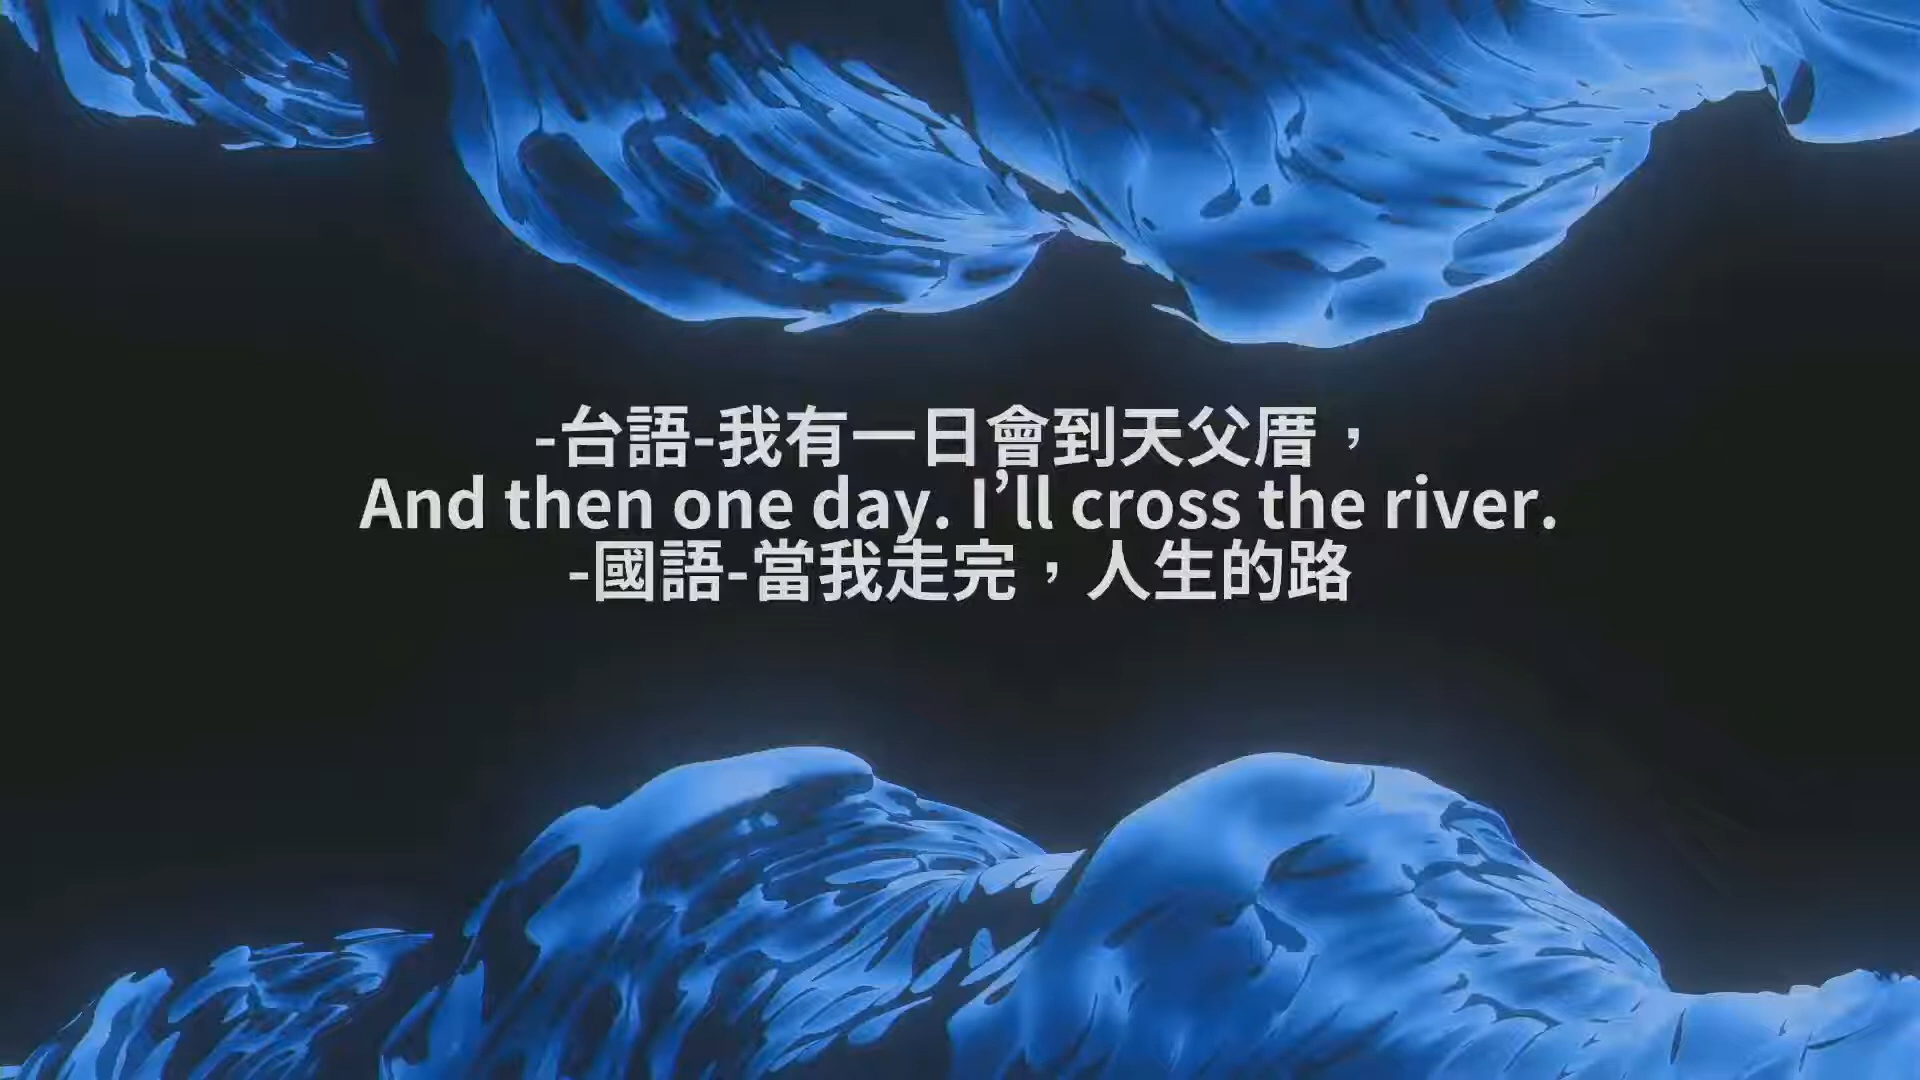 -台語-我有一日會到天父厝，
And then one day. I’ll cross the river.
-國語-當我走完，人生的路